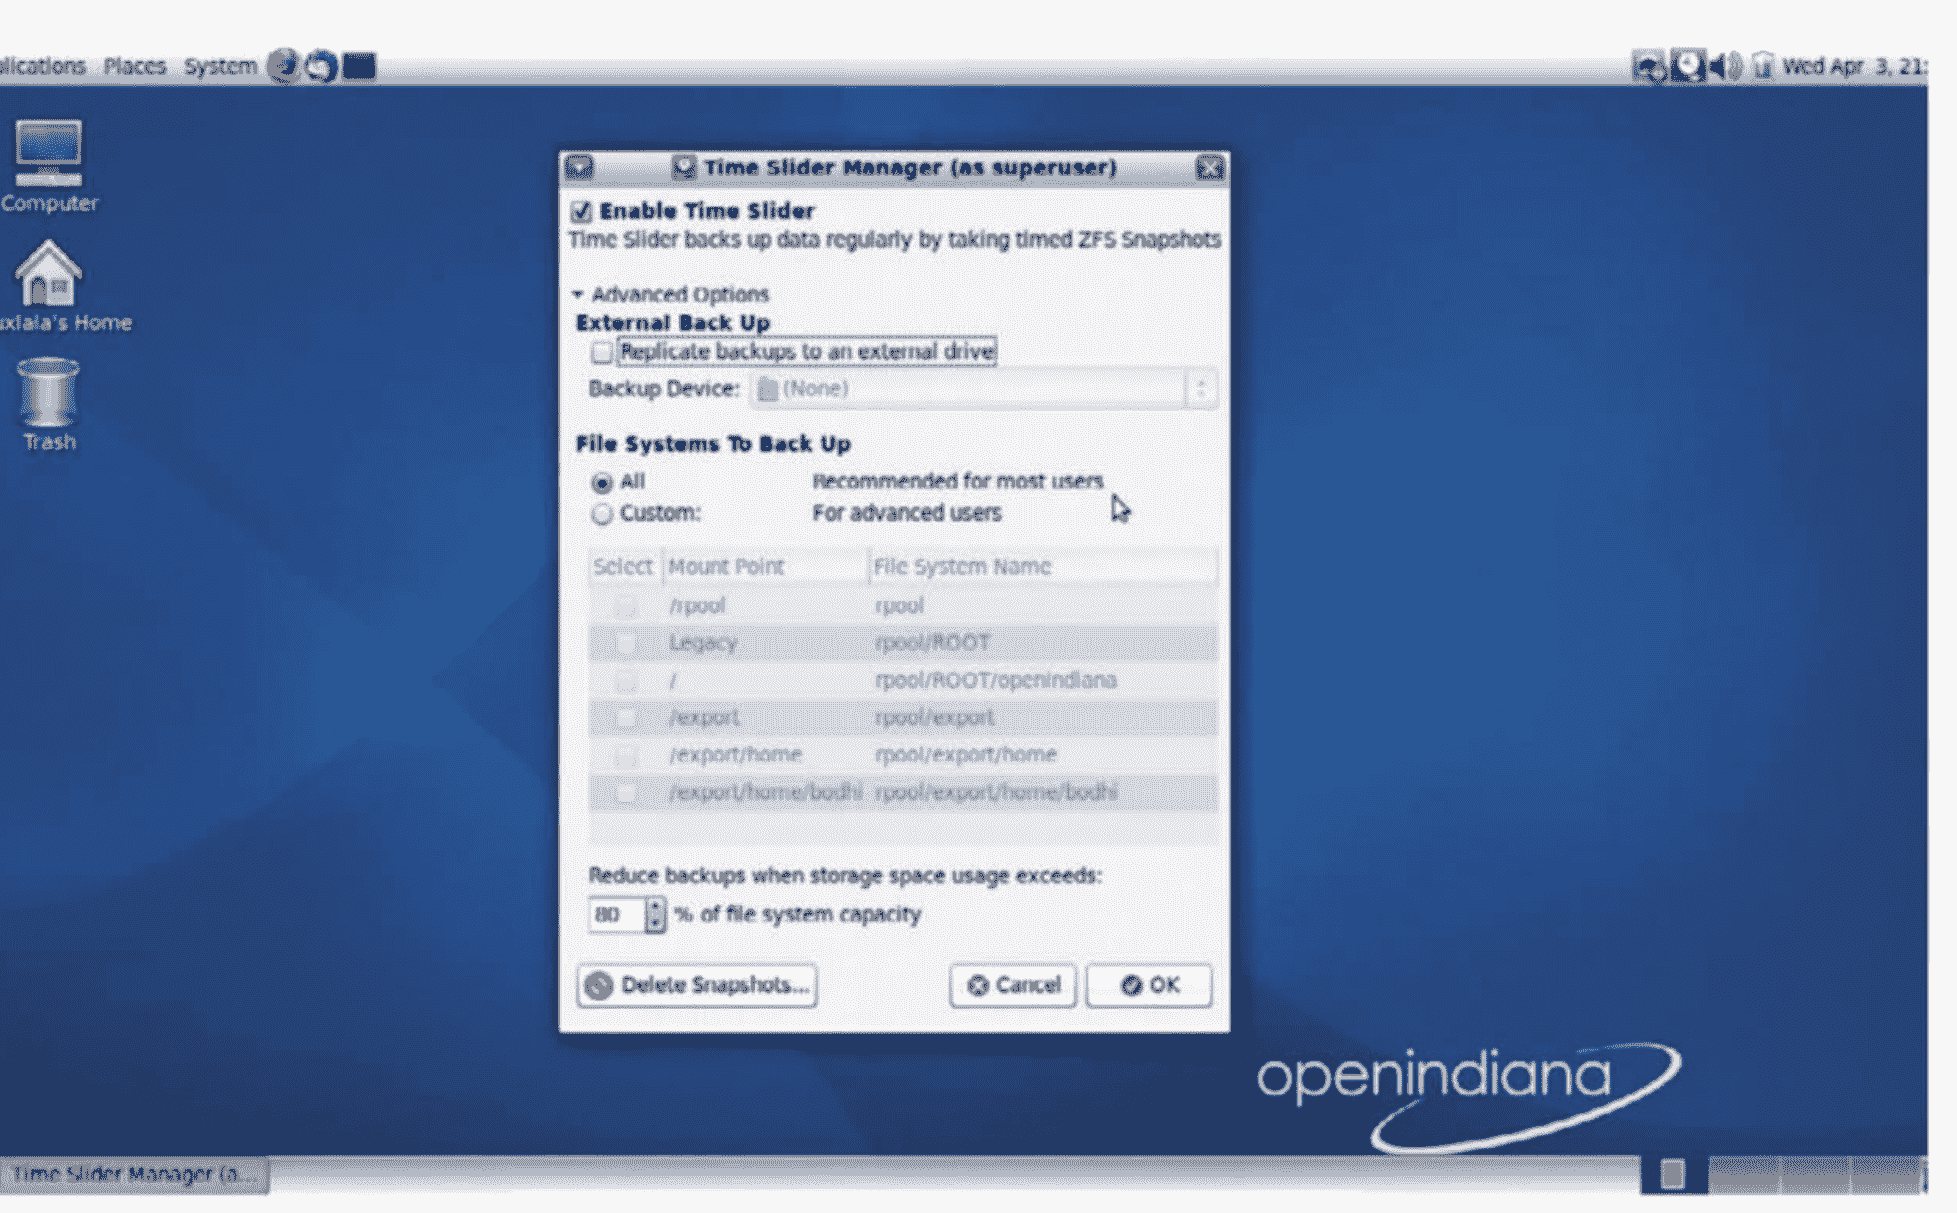 lications Places System
Wed Apr 3, 21:
Computer
uxlala's Home
Trash
Time Slider Manager (as superuser)
Enable Time Slider
Time Slider backs up data regularly by taking timed ZFS Snapshots
Advanced Options
External Back Up
Replicate backups to an external drive
Backup Device: (None)
File Systems To Back Up
All Recommended for most users
Custom: For advanced users
Select Mount Point File System Name
/rpool rpool
Legacy rpool/ROOT
/ rpool/ROOT/openindiana
/export rpool/export
/export/home rpool/export/home
/export/home/bodhi rpool/export/home/bodhi
Reduce backups when storage space usage exceeds:
80 % of file system capacity
Delete Snapshots... Cancel OK
openindiana
Time Slider Manager (a...